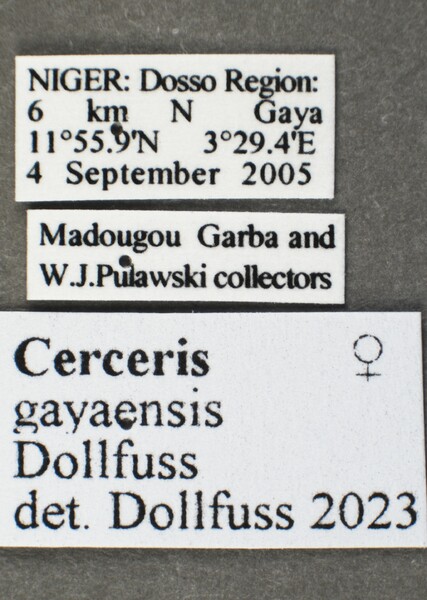 NIGER: Dosso Region:
6 km N Gaya
11°55.9'N 3°29.4'E
4 September 2005
Madougou Garba and
W.J.Pulawski collectors
Cerceris ♀
gayaensis
Dollfuss
det. Dollfuss 2023